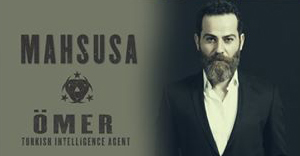 MAHSUSA
ÖMER
TURKISH INTELLIGENCE AGENT